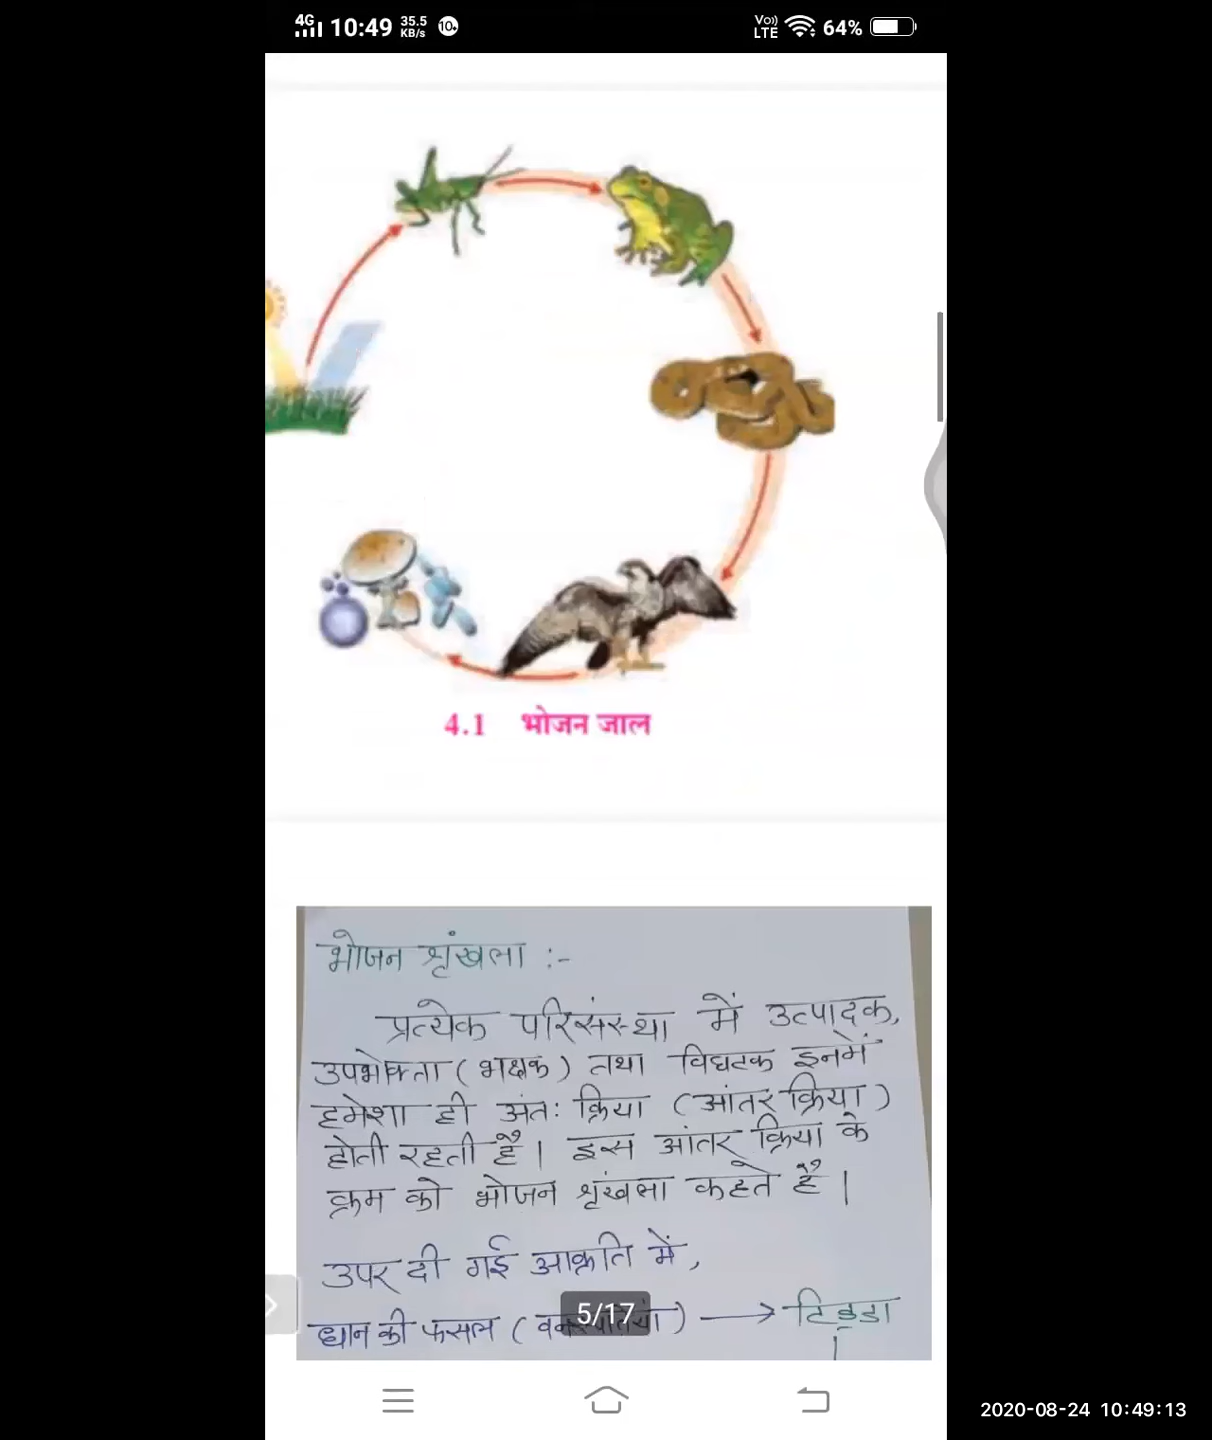 4G 10:49 35.5 KB/s 10+ Vo) LTE 64%
4.1 भोजन जाल
भोजन शृंखला :-
प्रत्येक परिसंस्था में उत्पादक,
उपभोक्ता ( भक्षक ) तथा विघटक इनमें
हमेशा ही अंतः क्रिया ( आंतर क्रिया )
होती रहती है । इस आंतर क्रिया के
क्रम को भोजन शृंखला कहते है ।
उपर दी गई आकृति में,
धान की फसल ( ) → टिड्डा
5/17
2020-08-24 10:49:13